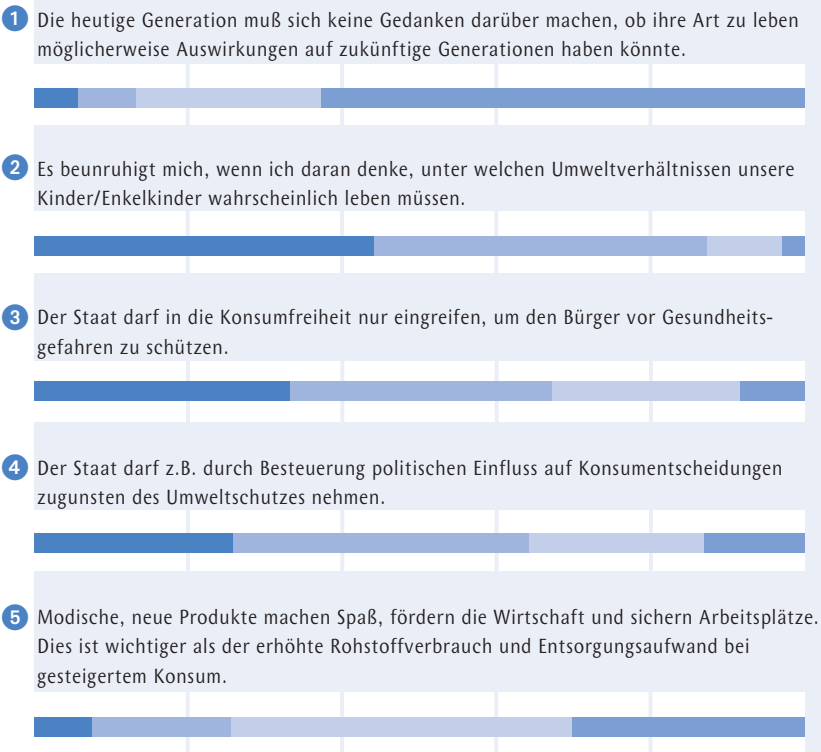 1 Die heutige Generation muß sich keine Gedanken darüber machen, ob ihre Art zu leben
möglicherweise Auswirkungen auf zukünftige Generationen haben könnte.
2 Es beunruhigt mich, wenn ich daran denke, unter welchen Umweltverhältnissen unsere
Kinder/Enkelkinder wahrscheinlich leben müssen.
3 Der Staat darf in die Konsumfreiheit nur eingreifen, um den Bürger vor Gesundheits-
gefahren zu schützen.
4 Der Staat darf z.B. durch Besteuerung politischen Einfluss auf Konsumentscheidungen
zugunsten des Umweltschutzes nehmen.
5 Modische, neue Produkte machen Spaß, fördern die Wirtschaft und sichern Arbeitsplätze.
Dies ist wichtiger als der erhöhte Rohstoffverbrauch und Entsorgungsaufwand bei
gesteigertem Konsum.